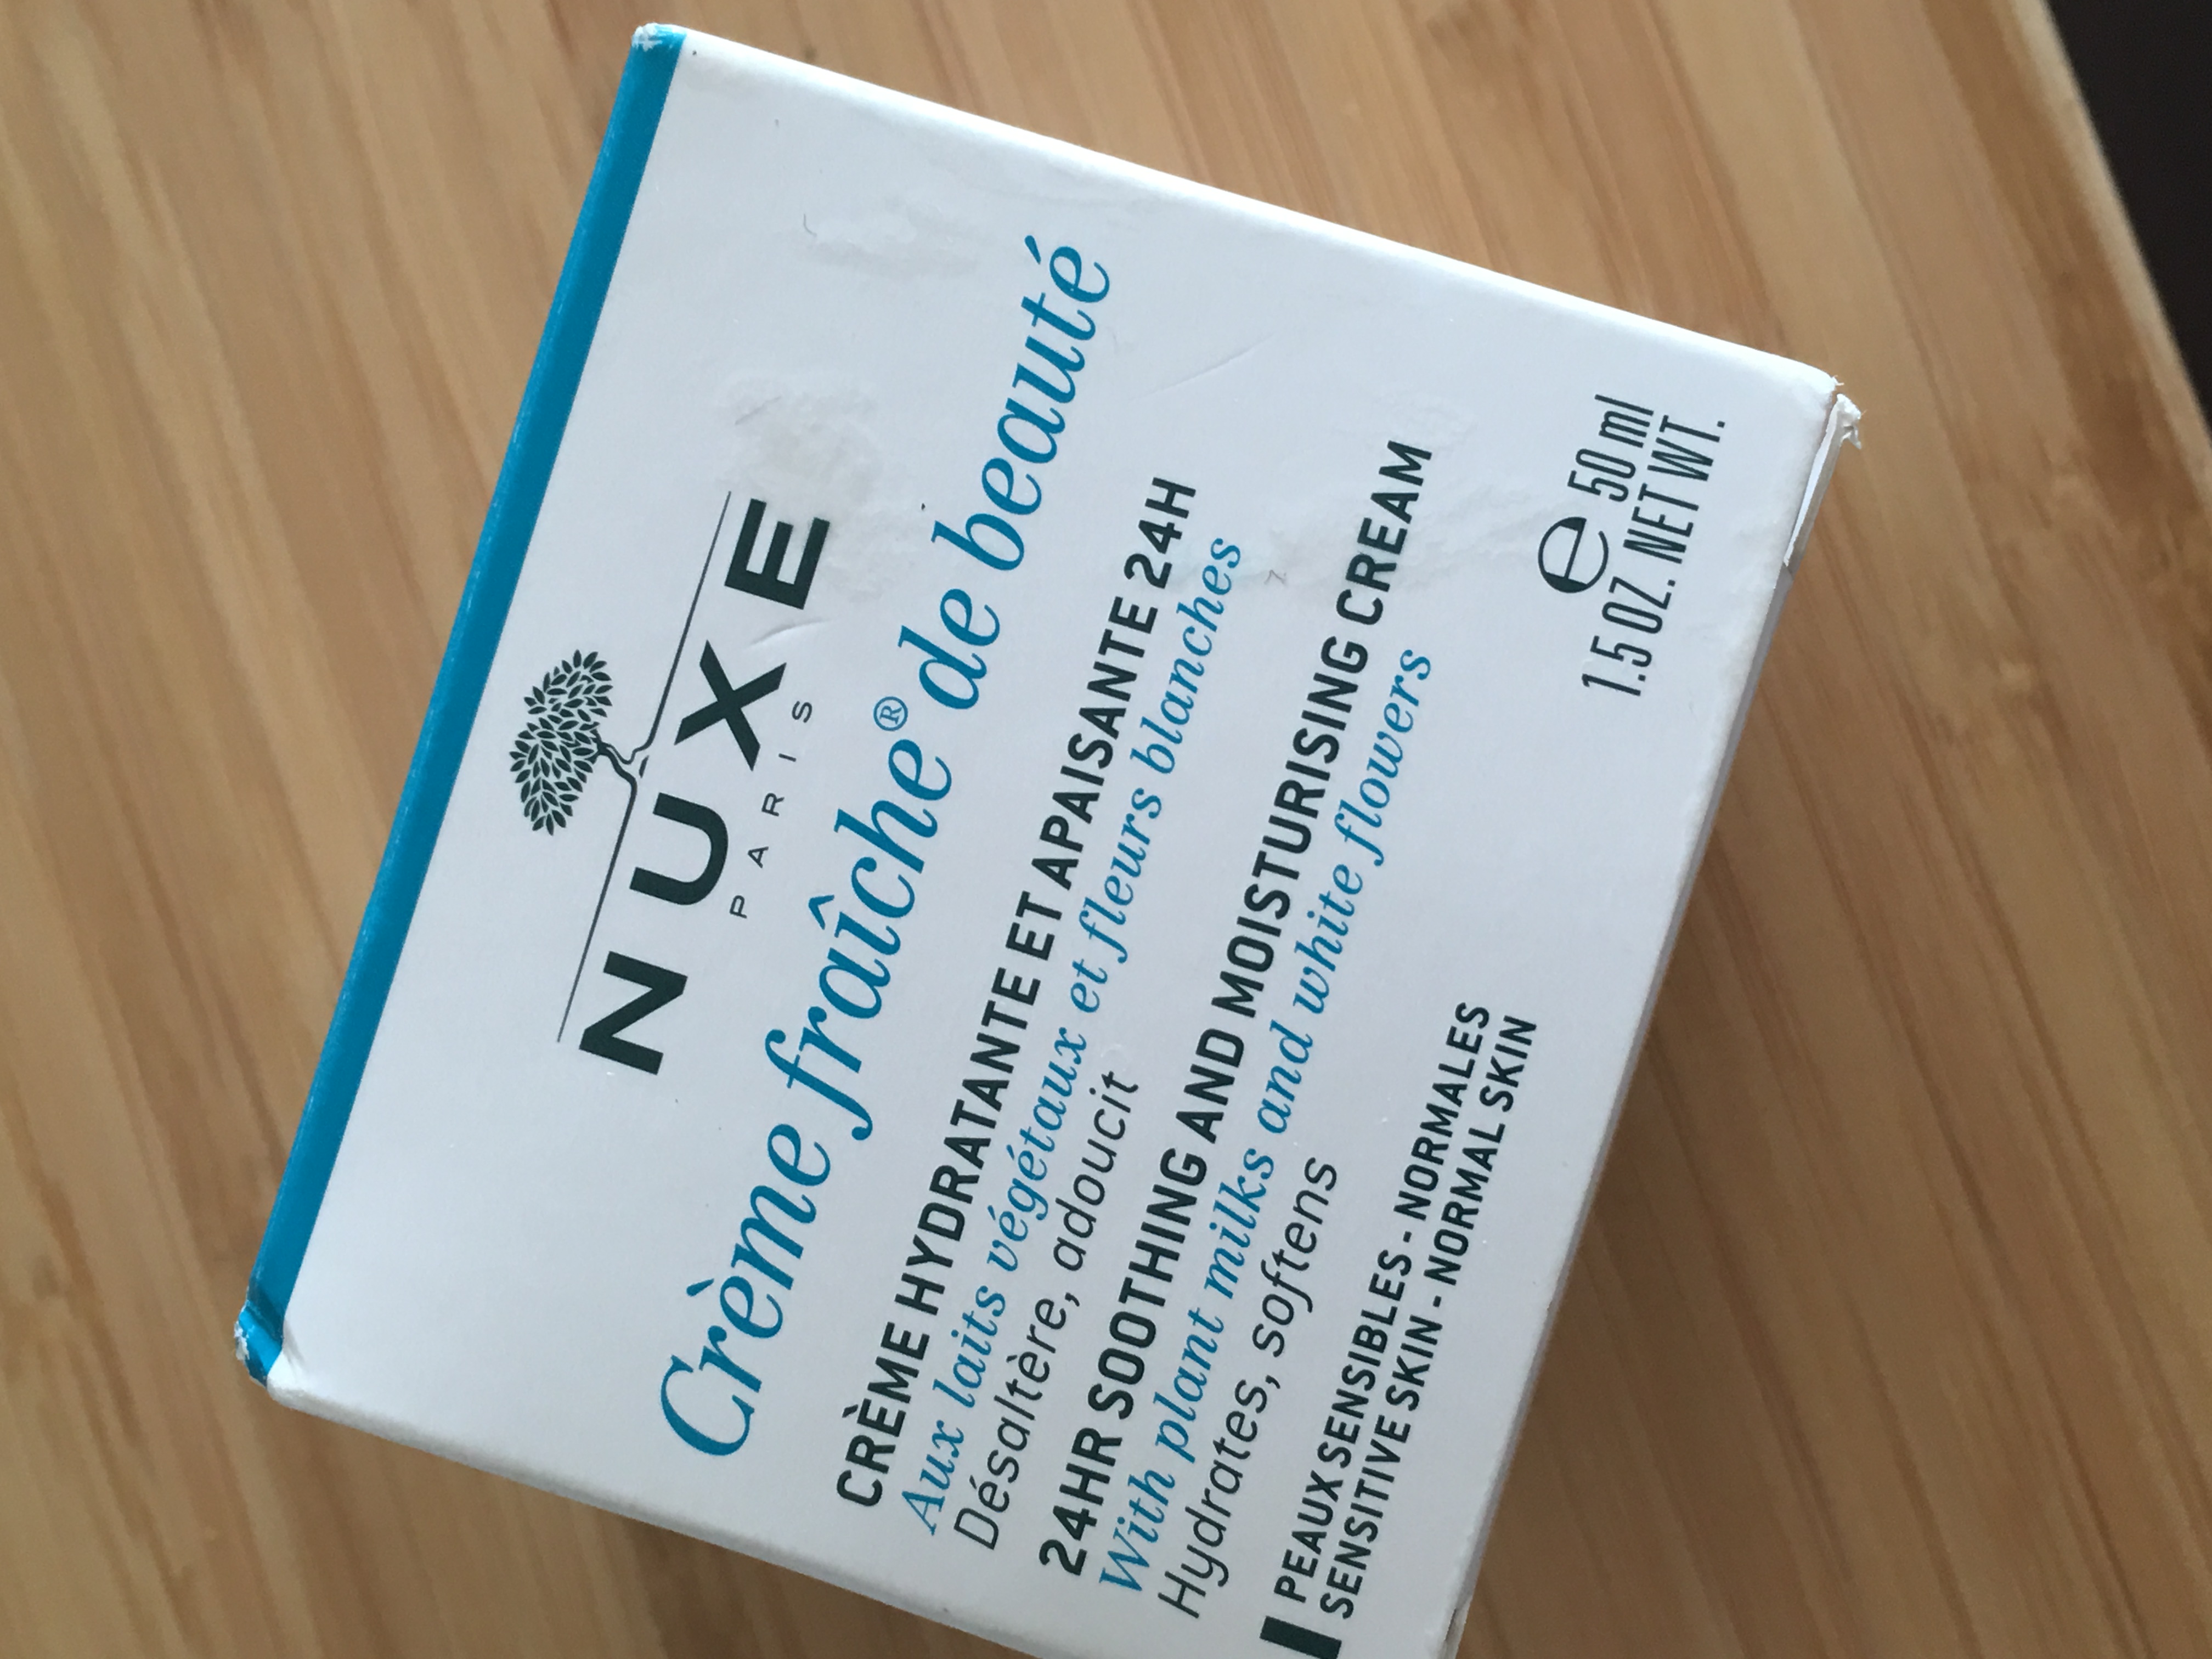 NUXE
PARIS
Crème fraîche® de beauté
CRÈME HYDRATANTE ET APAISANTE 24H
Aux laits végétaux et fleurs blanches
Désaltère, adoucit
24HR SOOTHING AND MOISTURISING CREAM
With plant milks and white flowers
Hydrates, softens
PEAUX SENSIBLES - NORMALES
SENSITIVE SKIN - NORMAL SKIN
℮ 50 ml
1.5 OZ. NET WT.